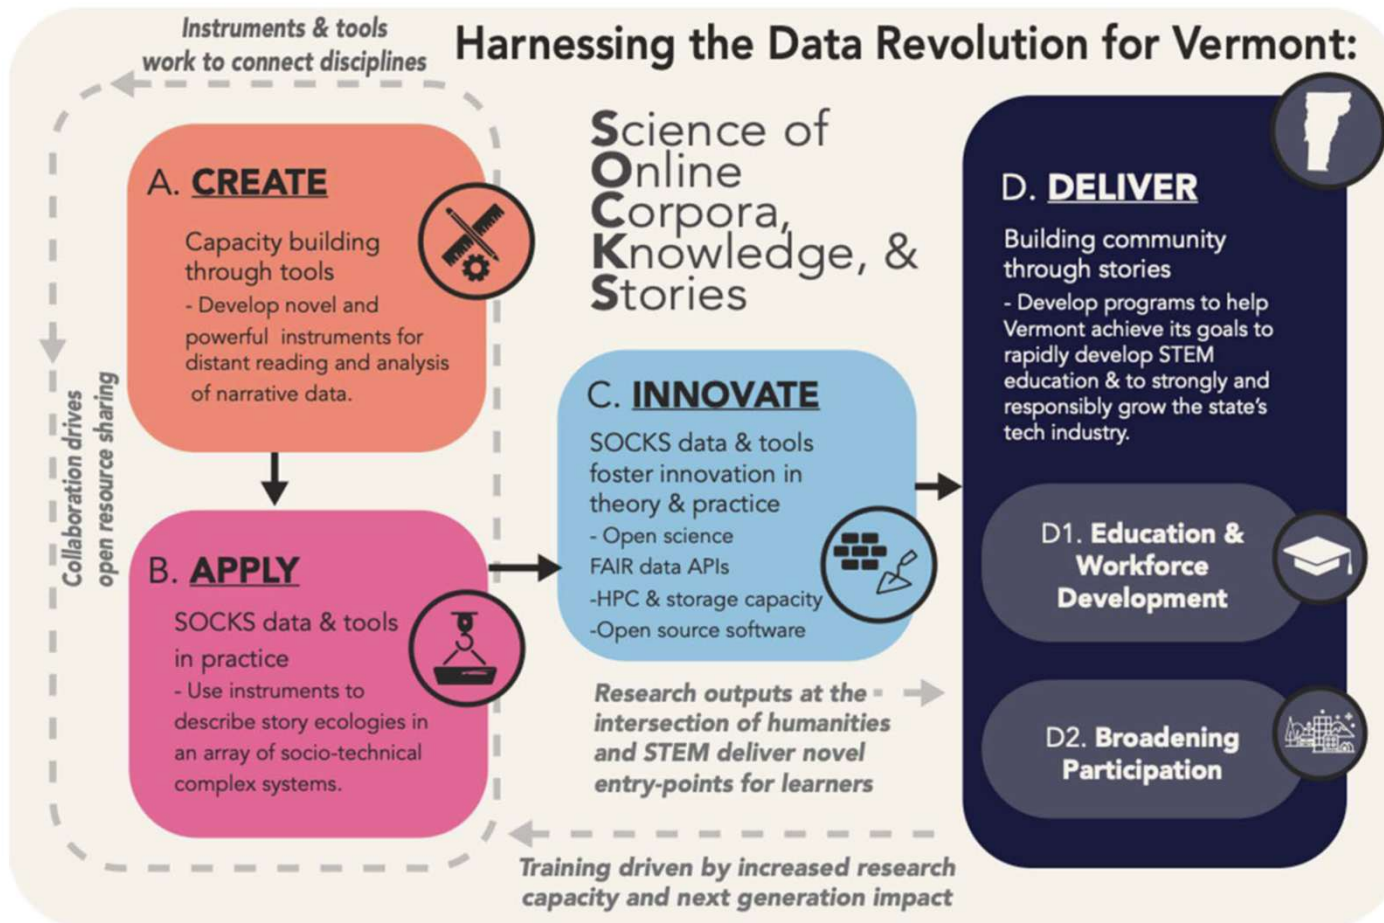 Instruments & tools
work to connect disciplines
Harnessing the Data Revolution for Vermont:
Science of
Online
Corpora,
Knowledge, &
Stories
A. CREATE
Capacity building
through tools
- Develop novel and
powerful instruments for
distant reading and analysis
of narrative data.
Collaboration drives
open resource sharing
B. APPLY
SOCKS data & tools
in practice
- Use instruments to
describe story ecologies in
an array of socio-technical
complex systems.
C. INNOVATE
SOCKS data & tools
foster innovation in
theory & practice
- Open science
FAIR data APIs
-HPC & storage capacity
-Open source software
Research outputs at the
intersection of humanities
and STEM deliver novel
entry-points for learners
D. DELIVER
Building community
through stories
- Develop programs to help
Vermont achieve its goals to
rapidly develop STEM
education & to strongly and
responsibly grow the state's
tech industry.
D1. Education &
Workforce
Development
D2. Broadening
Participation
Training driven by increased research
capacity and next generation impact